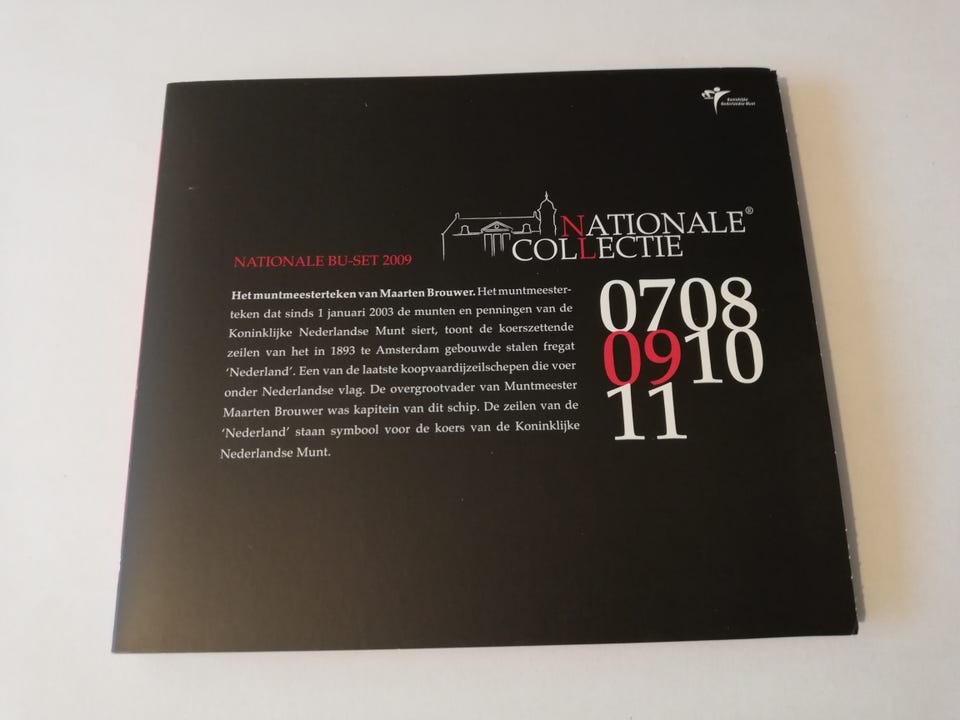 Koninklijke
Nederlandse Munt
NATIONALE®
COLLECTIE
NATIONALE BU-SET 2009
Het muntmeesterteken van Maarten Brouwer. Het muntmeester-
teken dat sinds 1 januari 2003 de munten en penningen van de
Koninklijke Nederlandse Munt siert, toont de koerszettende
zeilen van het in 1893 te Amsterdam gebouwde stalen fregat
‘Nederland’. Een van de laatste koopvaardijzeilschepen die voer
onder Nederlandse vlag. De overgrootvader van Muntmeester
Maarten Brouwer was kapitein van dit schip. De zeilen van de
‘Nederland’ staan symbool voor de koers van de Koninklijke
Nederlandse Munt.
0708
0910
11